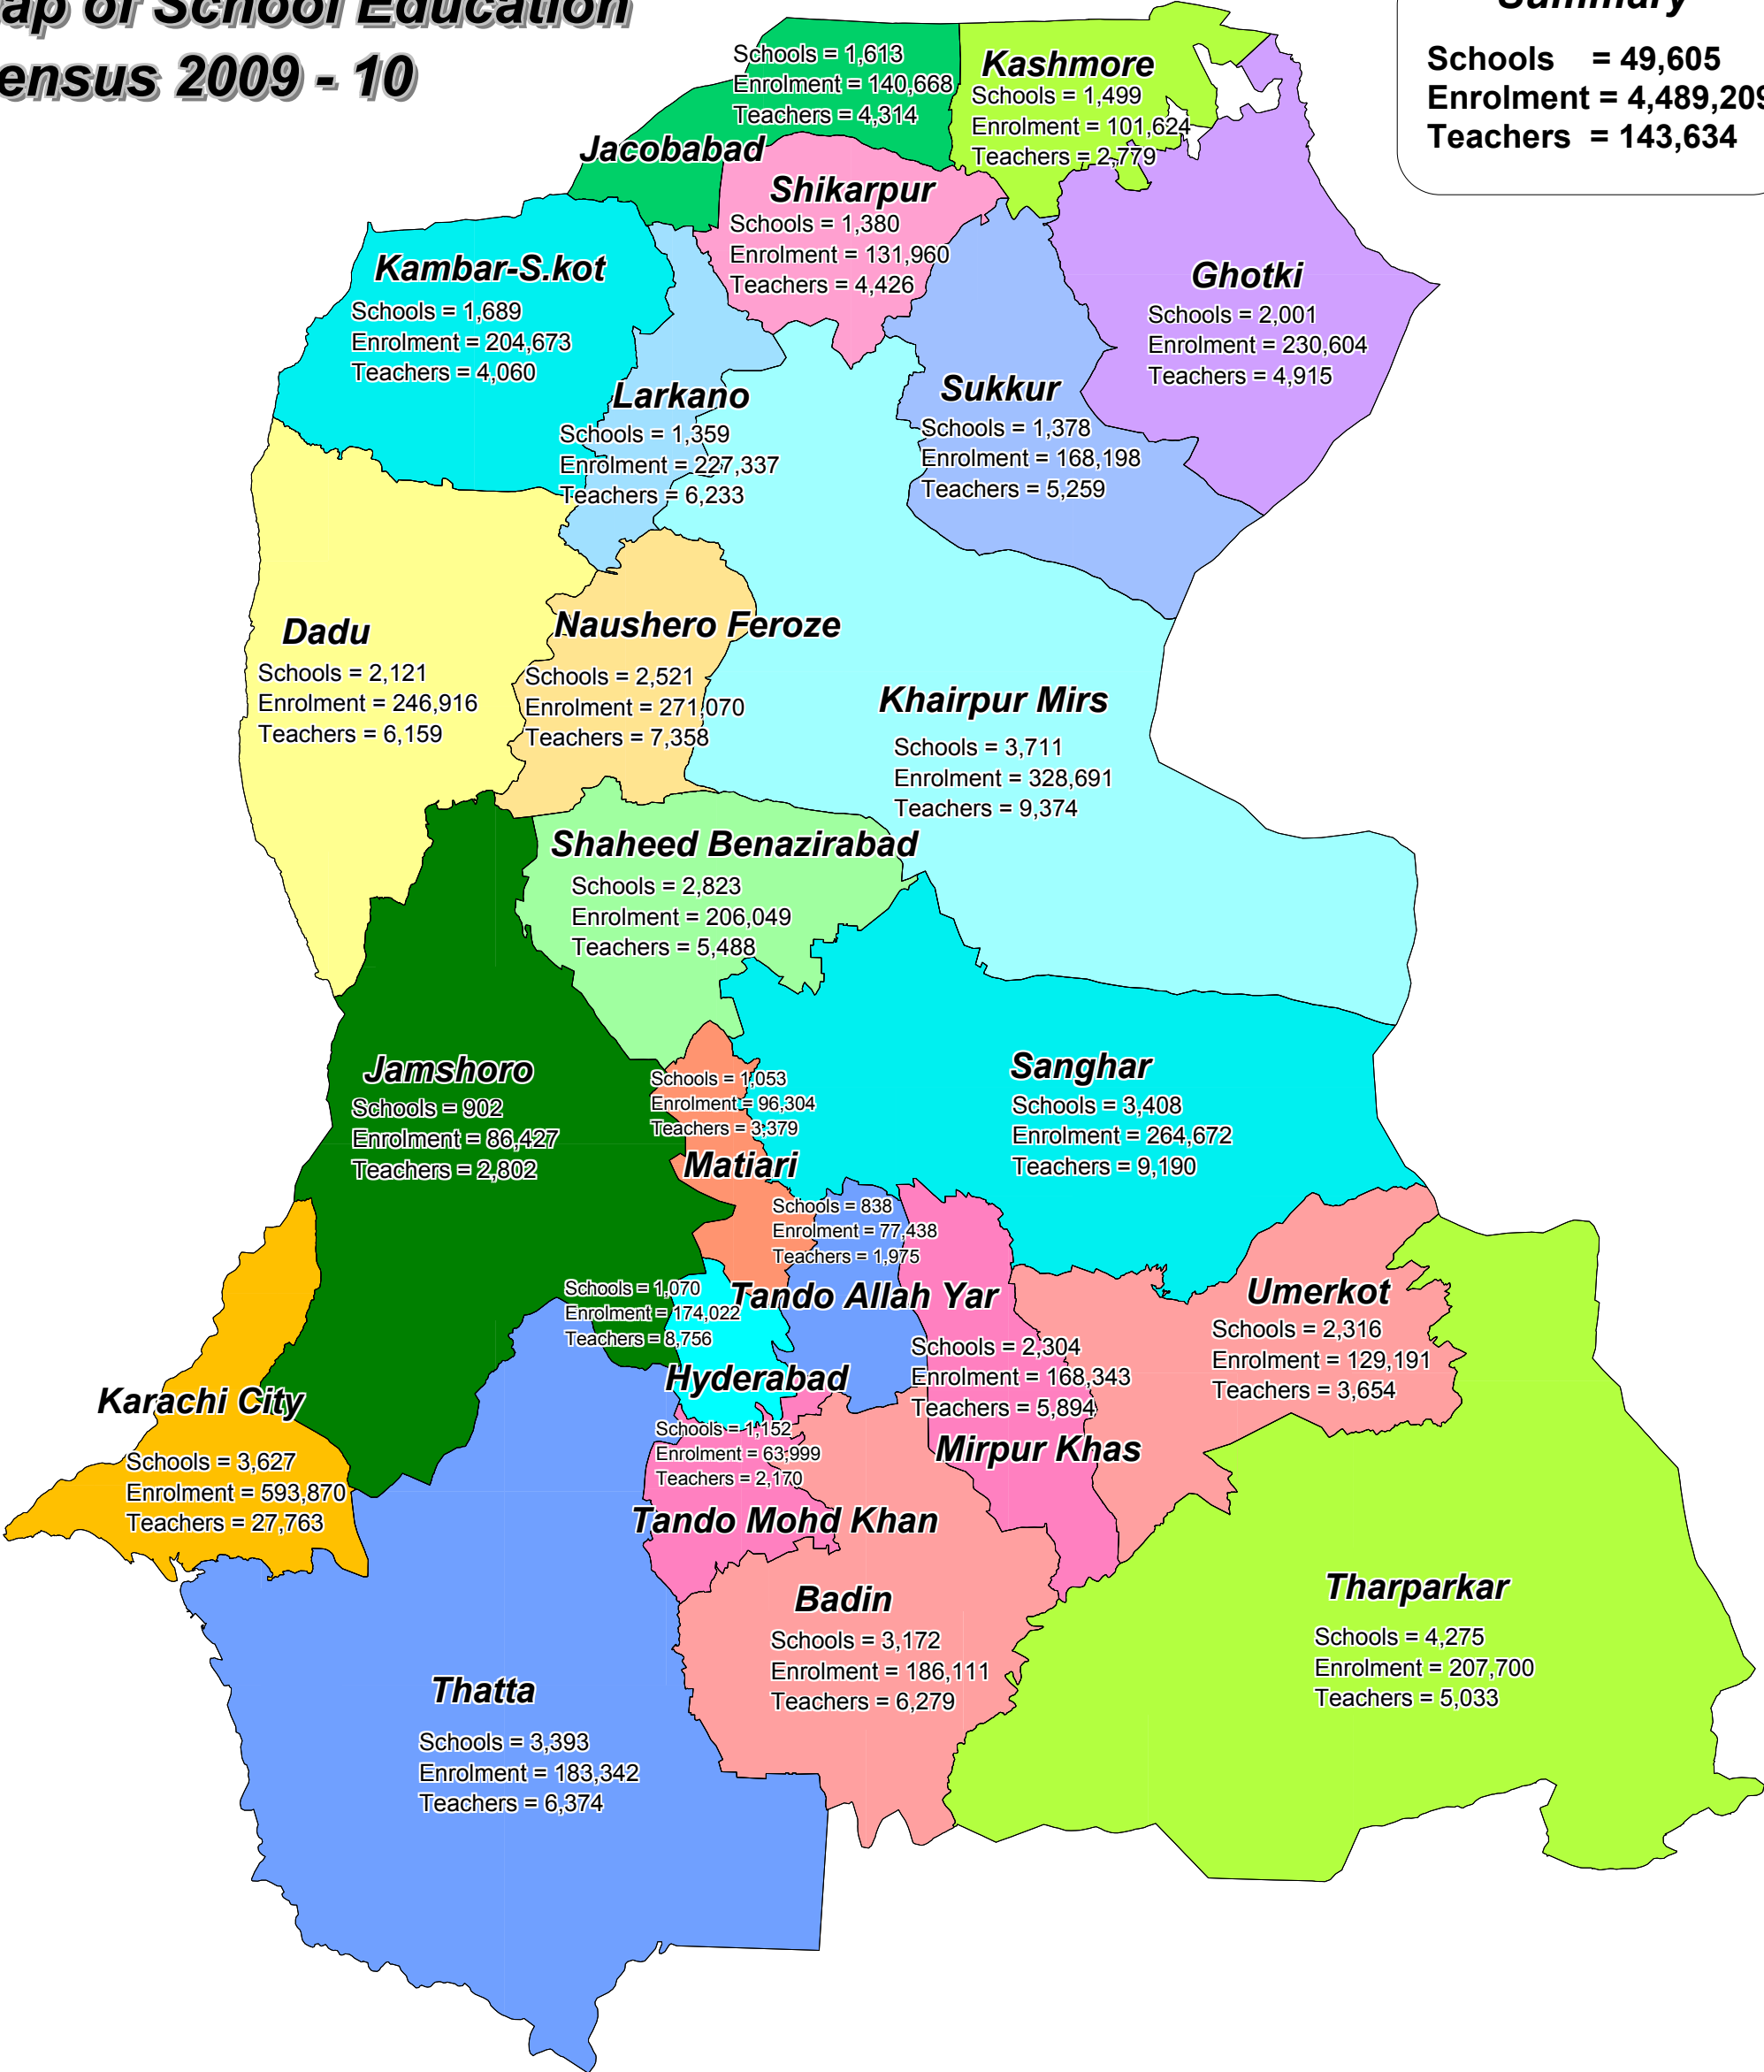 ap of School Education
ensus 2009 - 10
Summary
Schools = 49,605
Enrolment = 4,489,209
Teachers = 143,634
Schools = 1,613
Enrolment = 140,668
Teachers = 4,314
Jacobabad
Kashmore
Schools = 1,499
Enrolment = 101,624
Teachers = 2,779
Shikarpur
Schools = 1,380
Enrolment = 131,960
Teachers = 4,426
Kambar-S.kot
Schools = 1,689
Enrolment = 204,673
Teachers = 4,060
Ghotki
Schools = 2,001
Enrolment = 230,604
Teachers = 4,915
Larkano
Schools = 1,359
Enrolment = 227,337
Teachers = 6,233
Sukkur
Schools = 1,378
Enrolment = 168,198
Teachers = 5,259
Dadu
Schools = 2,121
Enrolment = 246,916
Teachers = 6,159
Naushero Feroze
Schools = 2,521
Enrolment = 271,070
Teachers = 7,358
Khairpur Mirs
Schools = 3,711
Enrolment = 328,691
Teachers = 9,374
Shaheed Benazirabad
Schools = 2,823
Enrolment = 206,049
Teachers = 5,488
Jamshoro
Schools = 902
Enrolment = 86,427
Teachers = 2,802
Schools = 1,053
Enrolment = 96,304
Teachers = 3,379
Matiari
Sanghar
Schools = 3,408
Enrolment = 264,672
Teachers = 9,190
Schools = 838
Enrolment = 77,438
Teachers = 1,975
Tando Allah Yar
Schools = 1,070
Enrolment = 174,022
Teachers = 8,756
Hyderabad
Umerkot
Schools = 2,316
Enrolment = 129,191
Teachers = 3,654
Schools = 2,304
Enrolment = 168,343
Teachers = 5,894
Mirpur Khas
Karachi City
Schools = 3,627
Enrolment = 593,870
Teachers = 27,763
Schools = 1,152
Enrolment = 63,999
Teachers = 2,170
Tando Mohd Khan
Badin
Schools = 3,172
Enrolment = 186,111
Teachers = 6,279
Tharparkar
Schools = 4,275
Enrolment = 207,700
Teachers = 5,033
Thatta
Schools = 3,393
Enrolment = 183,342
Teachers = 6,374